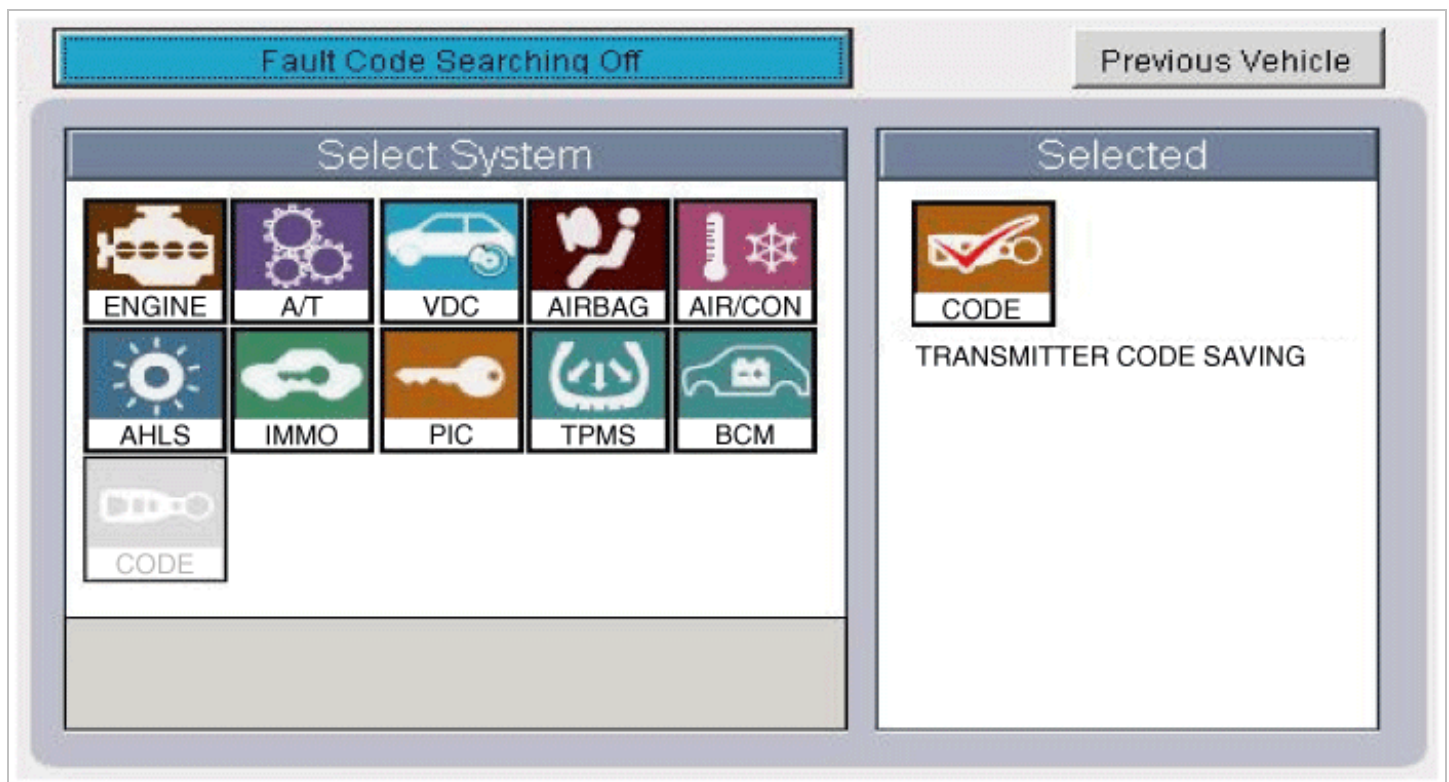 Fault Code Searching Off
Previous Vehicle
Select System
ENGINE
A/T
VDC
AIRBAG
AIR/CON
AHLS
IMMO
PIC
TPMS
BCM
CODE
Selected
CODE
TRANSMITTER CODE SAVING